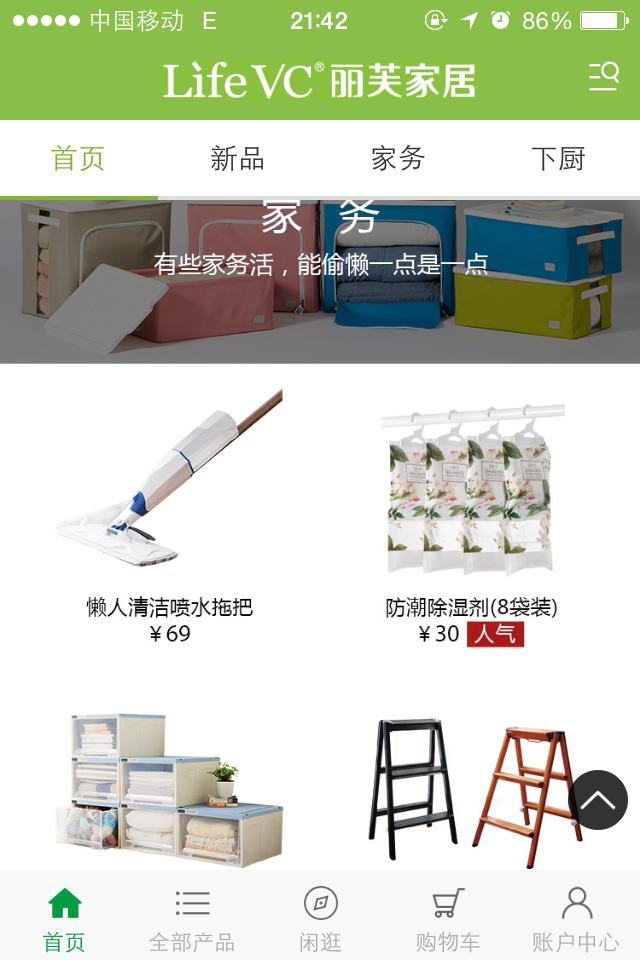 中国移动 E 21:42 86%
LifeVC® 丽芙家居
首页 新品 家务 下厨
家 务
有些家务活，能偷懒一点是一点
懒人清洁喷水拖把 防潮除湿剂(8袋装)
¥69 ¥30 人气
首页 全部产品 闲逛 购物车 账户中心